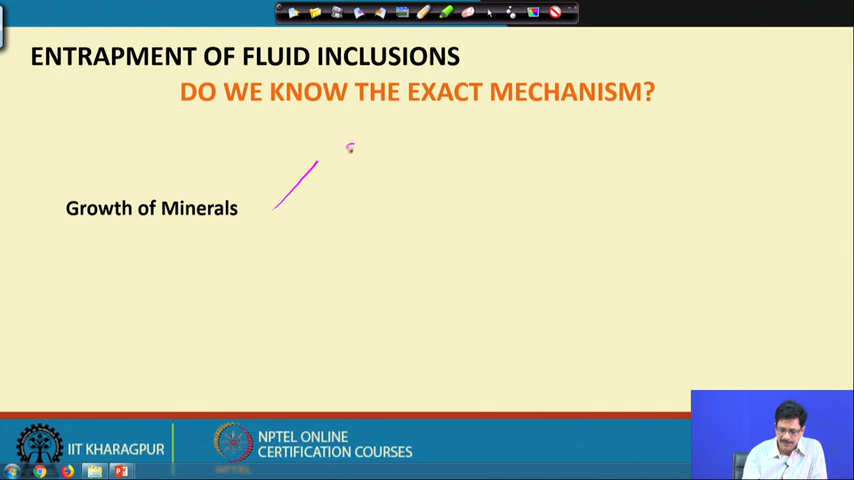 ENTRAPMENT OF FLUID INCLUSIONS
DO WE KNOW THE EXACT MECHANISM?
Growth of Minerals
IIT KHARAGPUR
NPTEL ONLINE
CERTIFICATION COURSES
NPTEL